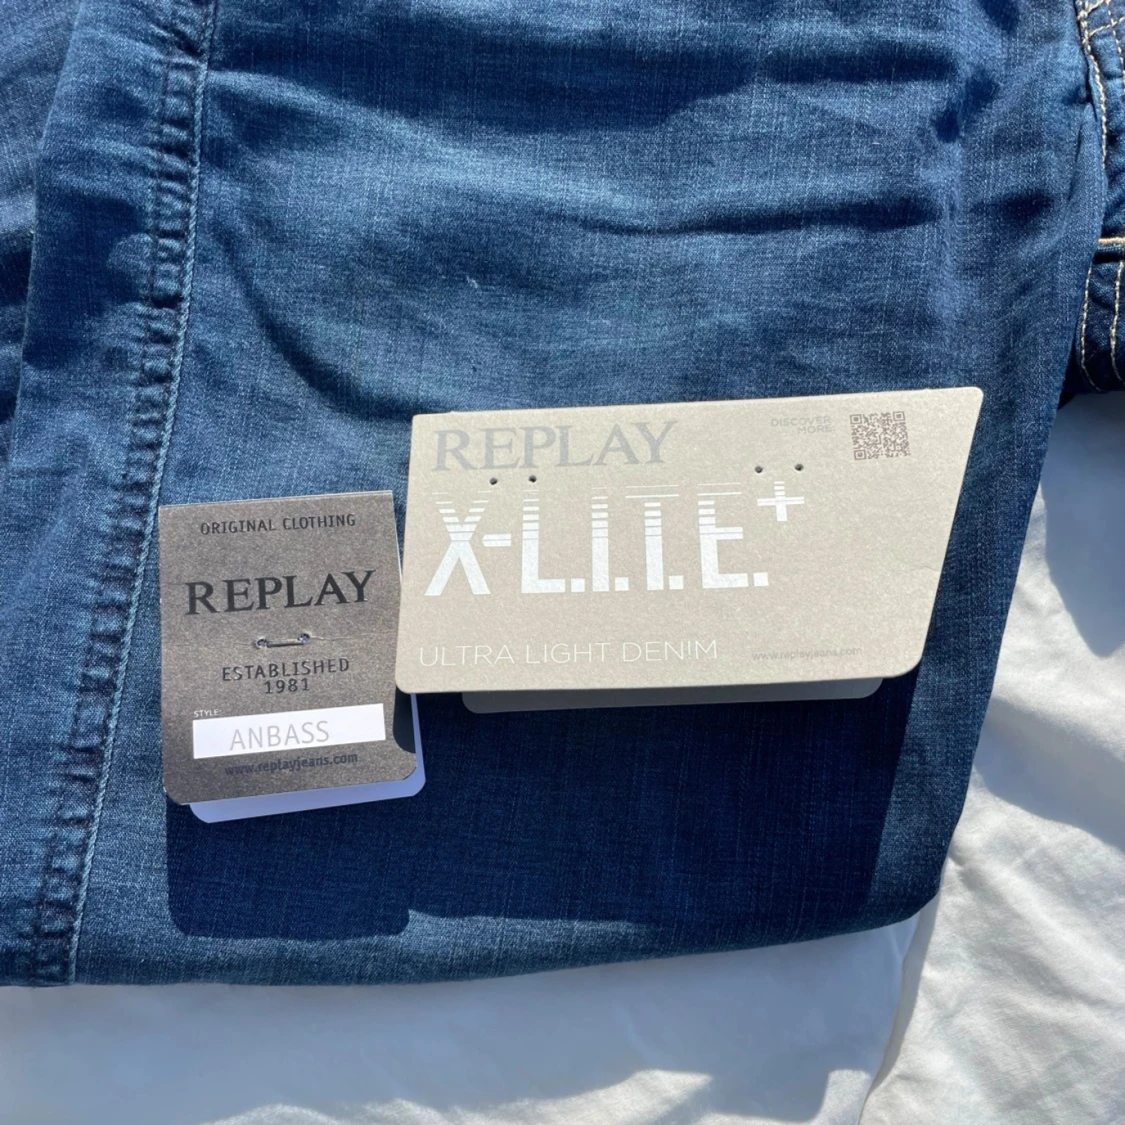 ORIGINAL CLOTHING
REPLAY
ESTABLISHED
1981
STYLE:
ANBASS
www.replayjeans.com
REPLAY
DISCOVER
MORE
X-L.I.T.E.+
ULTRA LIGHT DENIM
www.replayjeans.com